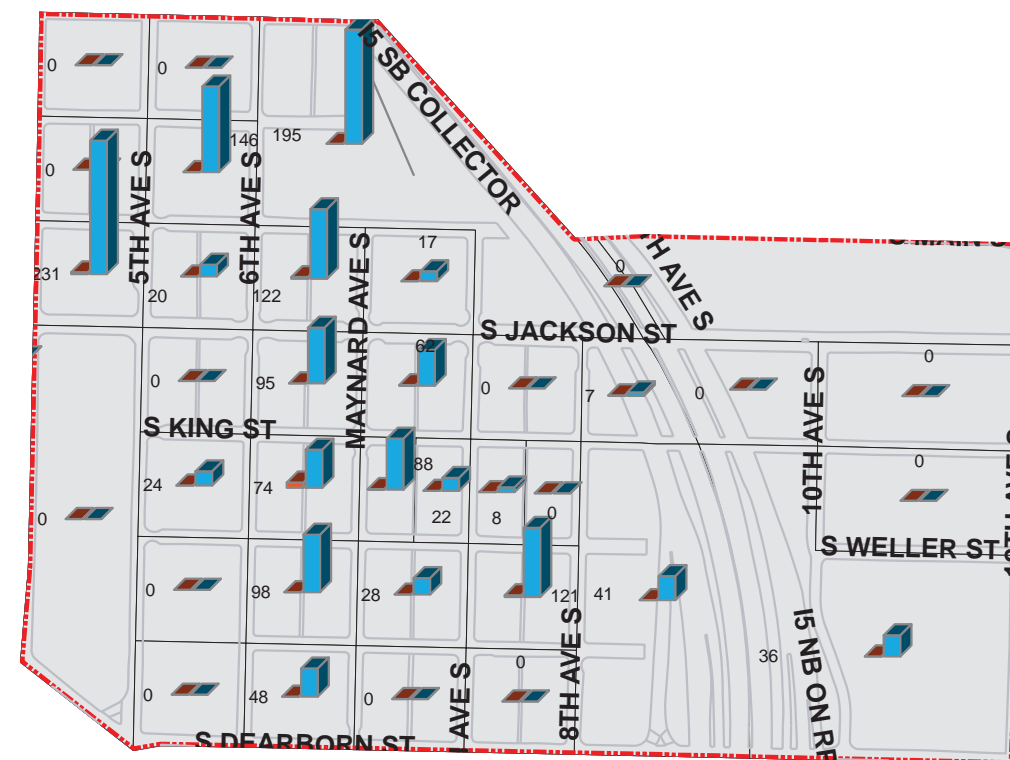 I5 SB COLLECTOR
0
0
146
195
0
5TH AVE S
6TH AVE S
17
231
20
122
MAYNARD AVE S
0
TH AVE S
S JACKSON ST
62
0
95
0
7
0
0
10TH AVE S
S KING ST
88
0
24
74
22
8
0
0
S WELLER ST
0
98
28
121
41
8TH AVE S
I5 NB ON RE
36
0
0
48
0
AVE S
S DEARBORN ST